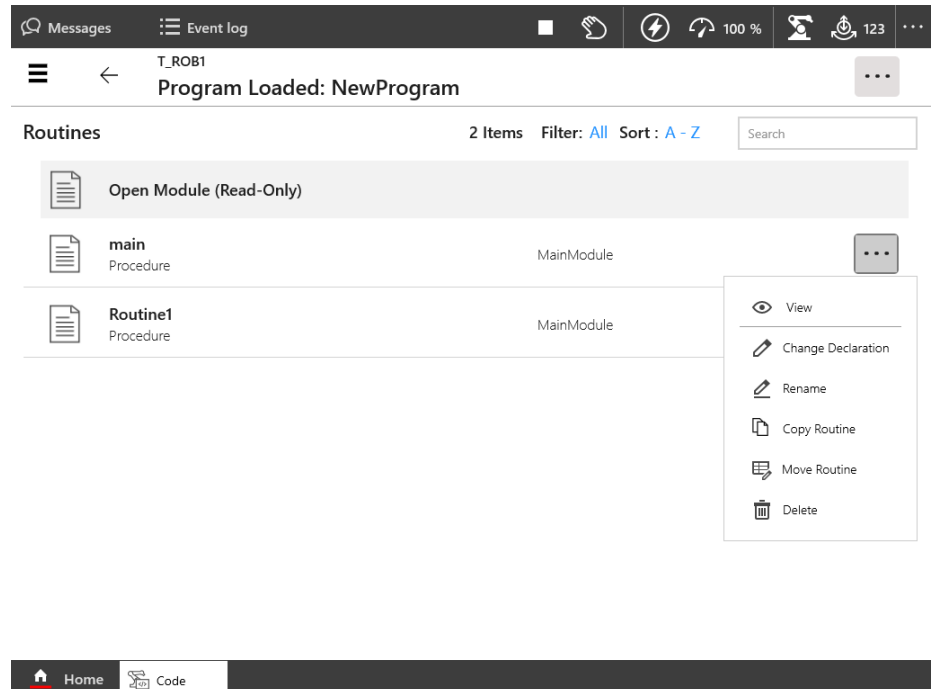 Messages Event log 100 % 123 ...
T_ROB1
Program Loaded: NewProgram
...
Routines 2 Items Filter: All Sort : A - Z Search
Open Module (Read-Only)
main
Procedure MainModule ...
Routine1
Procedure MainModule
View
Change Declaration
Rename
Copy Routine
Move Routine
Delete
Home Code